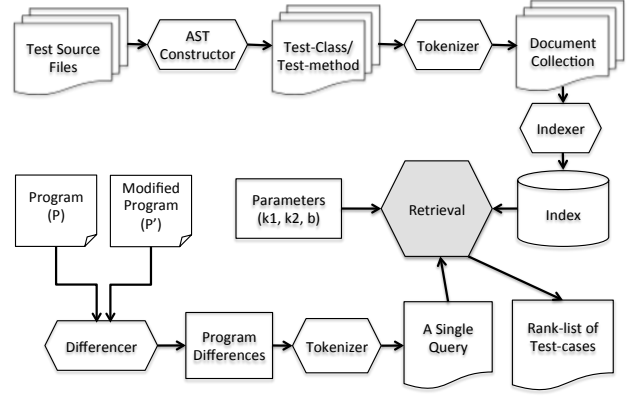 Test Source
Files
AST
Constructor
Test-Class/
Test-method
Tokenizer
Document
Collection
Indexer
Program
(P)
Modified
Program
(P')
Parameters
(k1, k2, b)
Retrieval
Index
Differencer
Program
Differences
Tokenizer
A Single
Query
Rank-list of
Test-cases